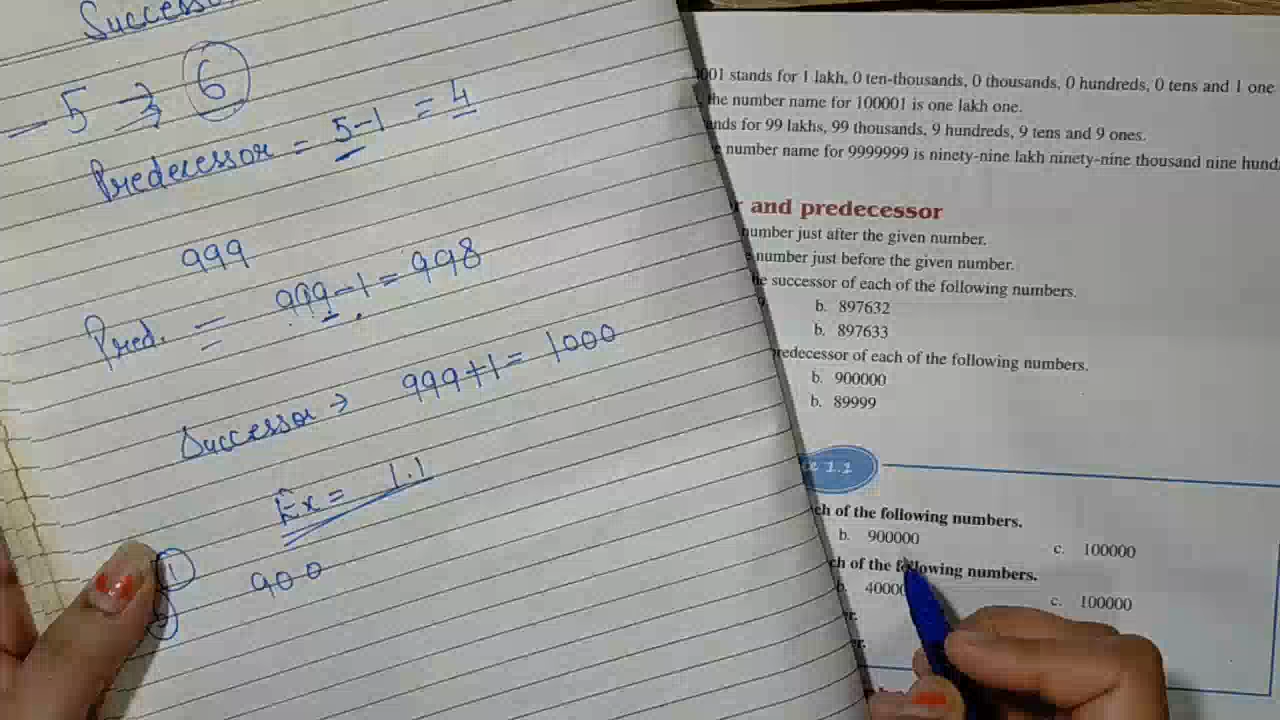 Successo
5 → 6
Predecessor = 5-1 = 4
999
Pred. = 999-1 = 998
Successor → 999+1 = 1000
Ex = 1.1
1 900
0001 stands for 1 lakh, 0 ten-thousands, 0 thousands, 0 hundreds, 0 tens and 1 one
the number name for 100001 is one lakh one.
ands for 99 lakhs, 99 thousands, 9 hundreds, 9 tens and 9 ones.
number name for 9999999 is ninety-nine lakh ninety-nine thousand nine hund
r and predecessor
number just after the given number.
number just before the given number.
he successor of each of the following numbers.
b. 897632
b. 897633
redecessor of each of the following numbers.
b. 900000
b. 89999
e 1.1
ch of the following numbers.
b. 900000 c. 100000
ch of the following numbers.
b. 40000 c. 100000
r.
r.